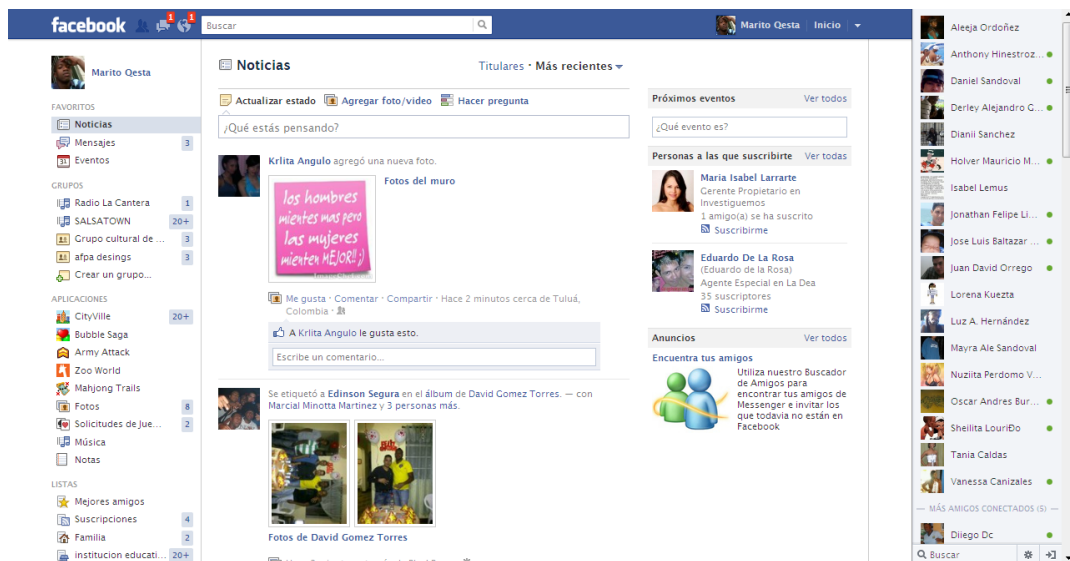 facebook
1
1
Buscar
Marito Qesta
Inicio
Marito Qesta
FAVORITOS
Noticias
Mensajes 3
Eventos
GRUPOS
Radio La Cantera 1
SALSATOWN 20+
Grupo cultural de ... 3
afpa desings 3
Crear un grupo...
APLICACIONES
CityVille 20+
Bubble Saga
Army Attack
Zoo World
Mahjong Trails
Fotos 8
Solicitudes de Jue... 2
Música
Notas
LISTAS
Mejores amigos
Suscripciones 4
Familia 2
institucion educati... 20+
Noticias
Titulares · Más recientes
Actualizar estado Agregar foto/video Hacer pregunta
¿Qué estás pensando?
Krlita Angulo agregó una nueva foto.
Fotos del muro
los hombres
mientes mas pero
las mujeres
mienten MEJOR!! ;)
Me gusta · Comentar · Compartir · Hace 2 minutos cerca de Tuluá,
Colombia ·
A Krlita Angulo le gusta esto.
Escribe un comentario...
Se etiquetó a Edinson Segura en el álbum de David Gomez Torres. — con
Marcial Minotta Martinez y 3 personas más.
Fotos de David Gomez Torres
Próximos eventos Ver todos
¿Qué evento es?
Personas a las que suscribirte Ver todas
Maria Isabel Larrarte
Gerente Propietario en
Investiguemos
1 amigo(a) se ha suscrito
Suscribirme
Eduardo De La Rosa
(Eduardo de la Rosa)
Agente Especial en La Dea
35 suscriptores
Suscribirme
Anuncios Ver todos
Encuentra tus amigos
Utiliza nuestro Buscador
de Amigos para
encontrar tus amigos de
Messenger e invitar los
que todavia no están en
Facebook
Aleeja Ordoñez
Anthony Hinestroz...
Daniel Sandoval
Derley Alejandro G...
Dianii Sanchez
Holver Mauricio M...
Isabel Lemus
Jonathan Felipe Li...
Jose Luis Baltazar ...
Juan David Orrego
Lorena Kuezta
Luz A. Hernández
Mayra Ale Sandoval
Nuziita Perdomo V...
Oscar Andres Bur...
Sheilita LouriÐo
Tania Caldas
Vanessa Canizales
MÁS AMIGOS CONECTADOS (5)
Diiego Dc
Buscar